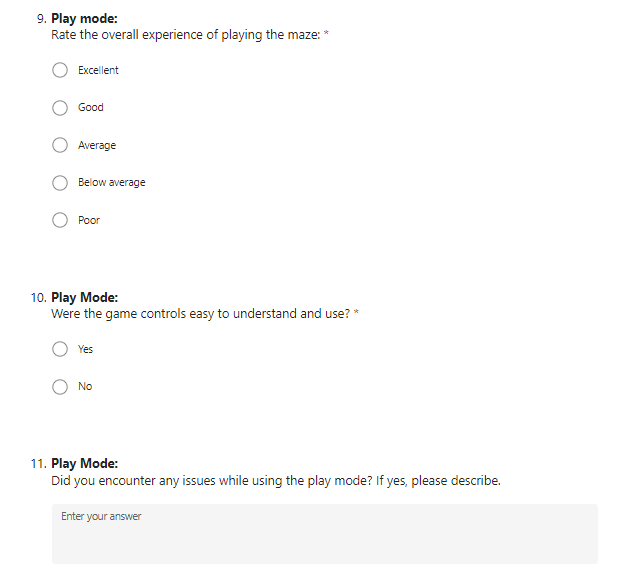 9. Play mode:
Rate the overall experience of playing the maze: *
Excellent
Good
Average
Below average
Poor
10. Play Mode:
Were the game controls easy to understand and use? *
Yes
No
11. Play Mode:
Did you encounter any issues while using the play mode? If yes, please describe.
Enter your answer